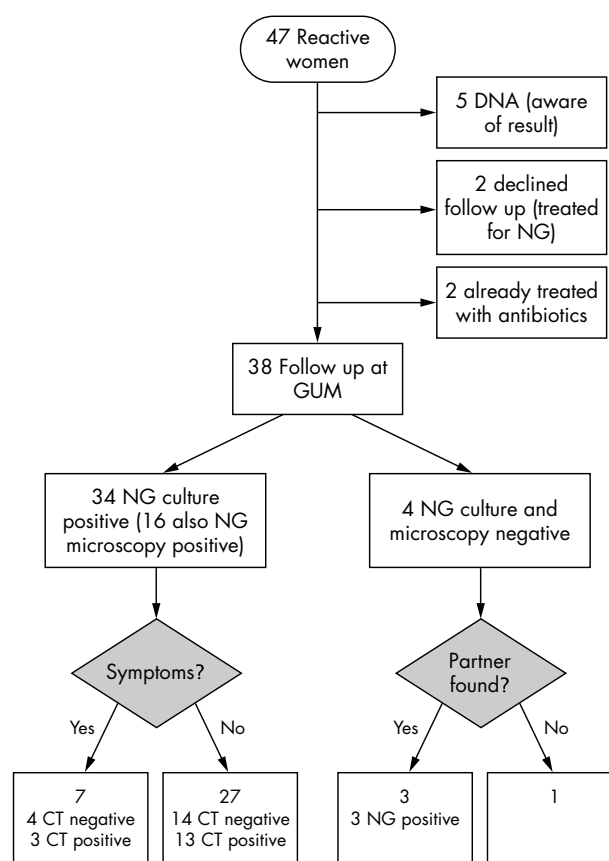 47 Reactive
women
5 DNA (aware
of result)
2 declined
follow up (treated
for NG)
2 already treated
with antibiotics
38 Follow up at
GUM
34 NG culture
positive (16 also NG
microscopy positive)
4 NG culture and
microscopy negative
Symptoms?
Partner
found?
Yes
No
Yes
No
7
4 CT negative
3 CT positive
27
14 CT negative
13 CT positive
3
3 NG positive
1